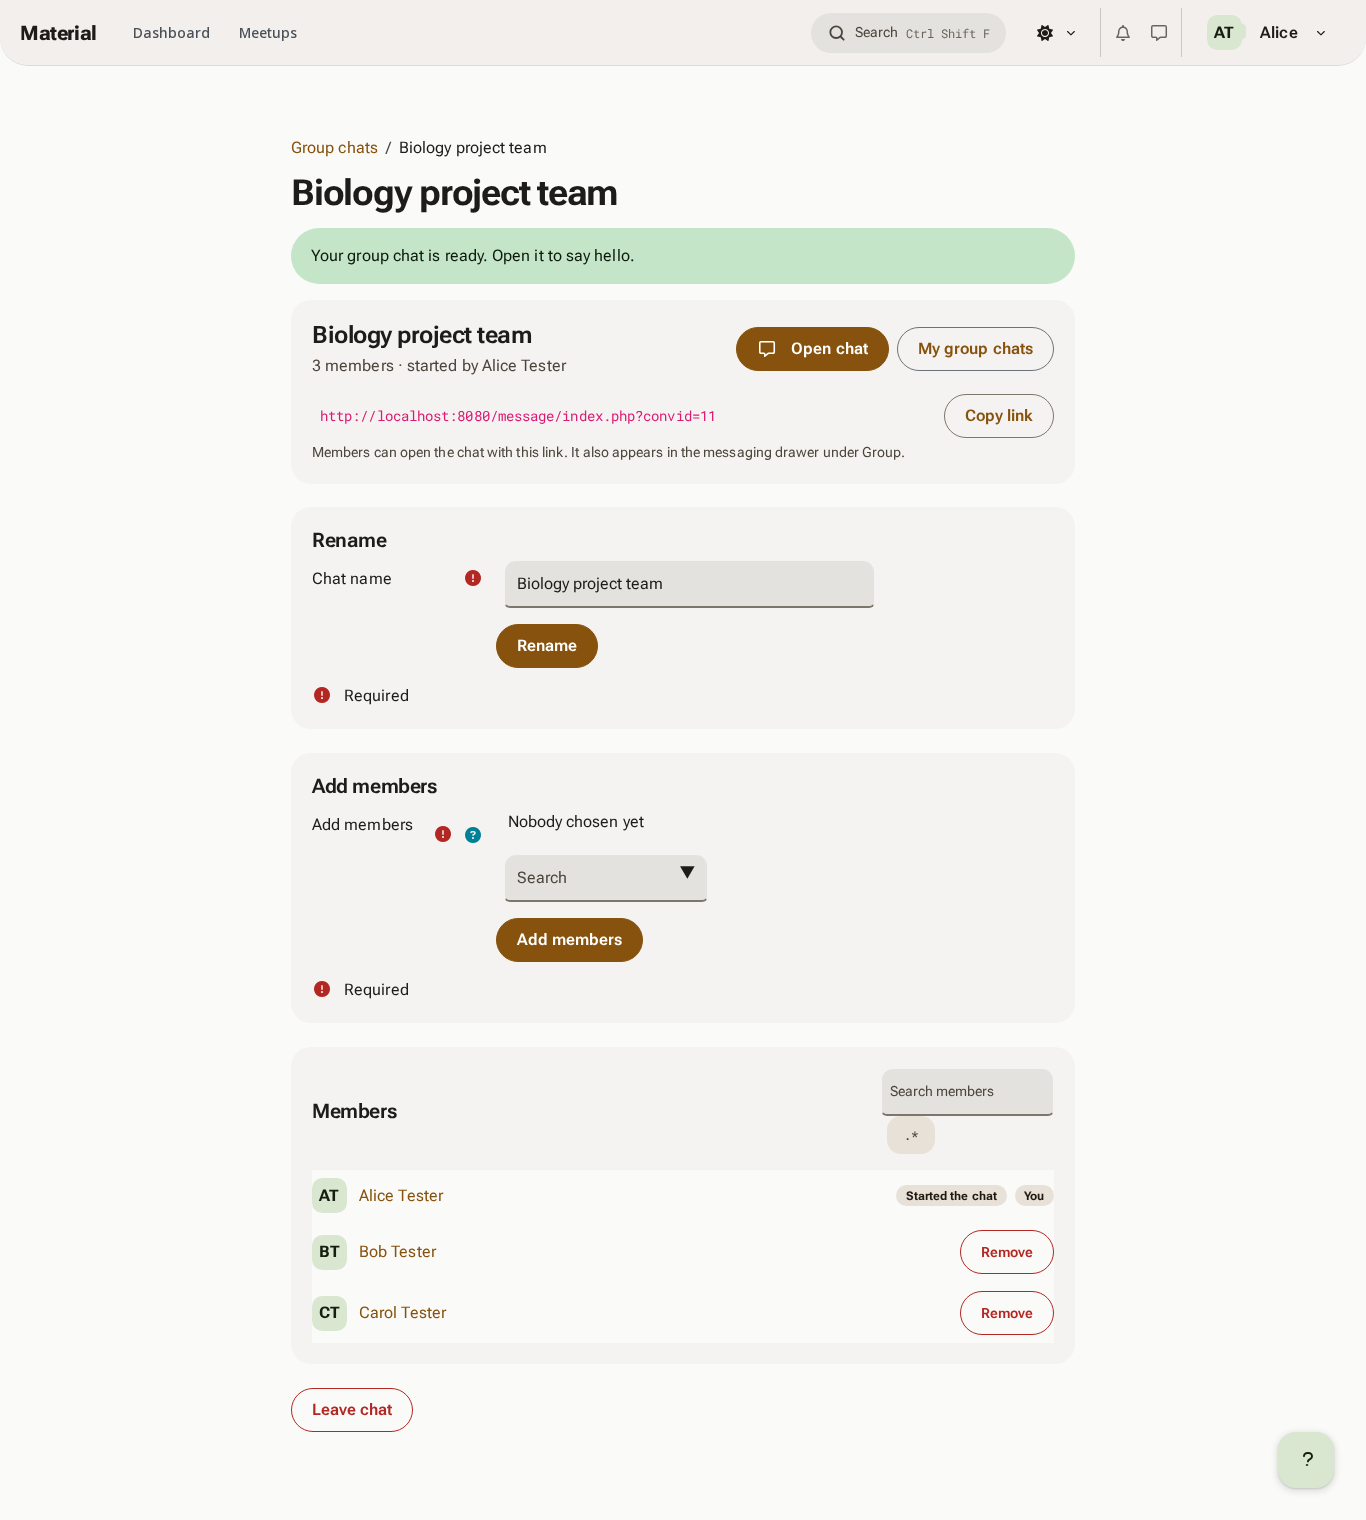 Material Dashboard Meetups Search Ctrl Shift F AT Alice
Group chats / Biology project team
Biology project team
Your group chat is ready. Open it to say hello.
Biology project team
3 members · started by Alice Tester
Open chat My group chats
http://localhost:8080/message/index.php?convid=11 Copy link
Members can open the chat with this link. It also appears in the messaging drawer under Group.
Rename
Chat name ! Biology project team
Rename
! Required
Add members
Add members ! ? Nobody chosen yet
Search ▼
Add members
! Required
Members Search members
.*
AT Alice Tester Started the chat You
BT Bob Tester Remove
CT Carol Tester Remove
Leave chat
?